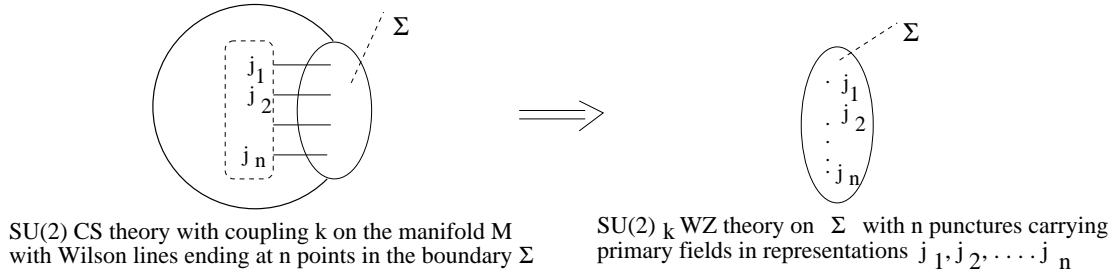 Σ
j 1
j 2
j n
Σ
j 1
j 2
j n
SU(2) CS theory with coupling k on the manifold M
with Wilson lines ending at n points in the boundary Σ
SU(2) k WZ theory on Σ with n punctures carrying
primary fields in representations j 1 , j 2 , . . . . j n